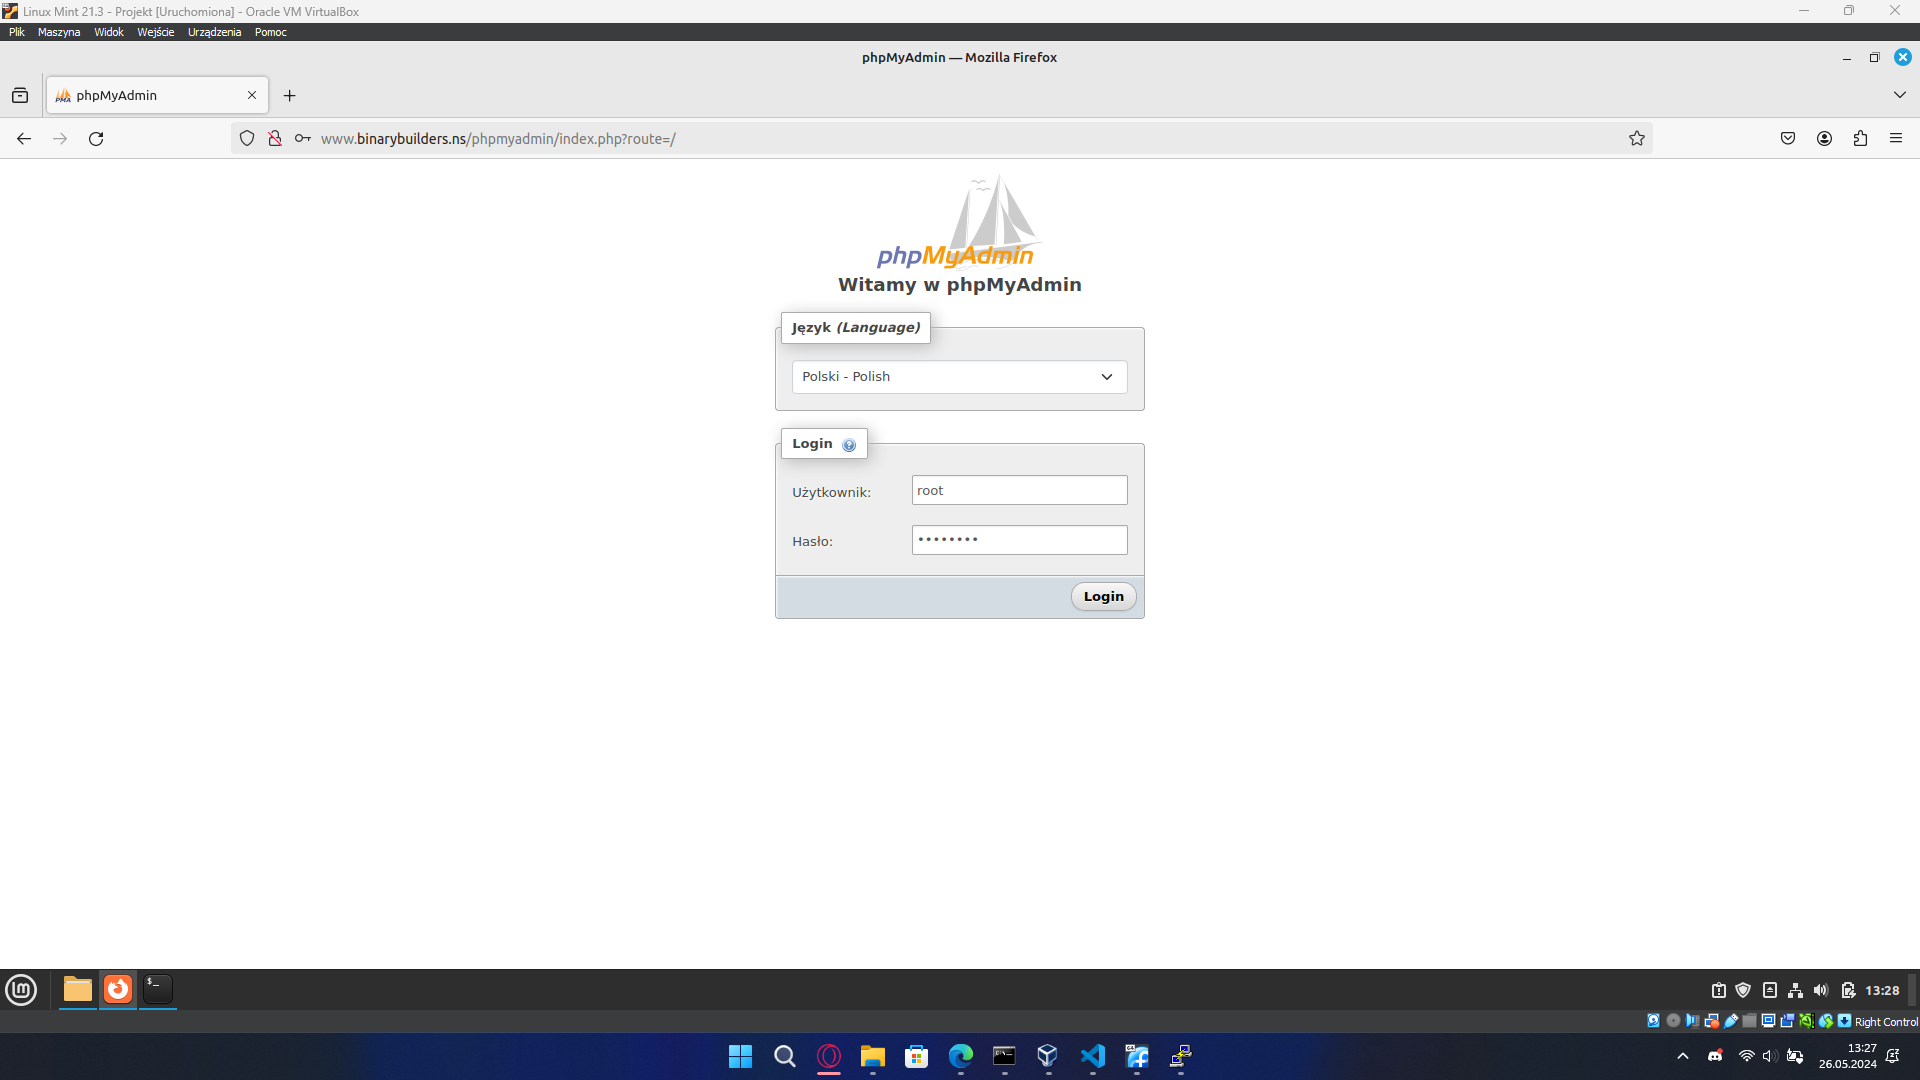 Linux Mint 21.3 - Projekt [Uruchomiona] - Oracle VM VirtualBox
Plik Maszyna Widok Wejście Urządzenia Pomoc
phpMyAdmin — Mozilla Firefox
PMA phpMyAdmin
www.binarybuilders.ns/phpmyadmin/index.php?route=/
phpMyAdmin
Witamy w phpMyAdmin
Język (Language)
Polski - Polish
Login
Użytkownik: root
Hasło: ••••••••
Login
$_ 13:28
Right Control
13:27
26.05.2024